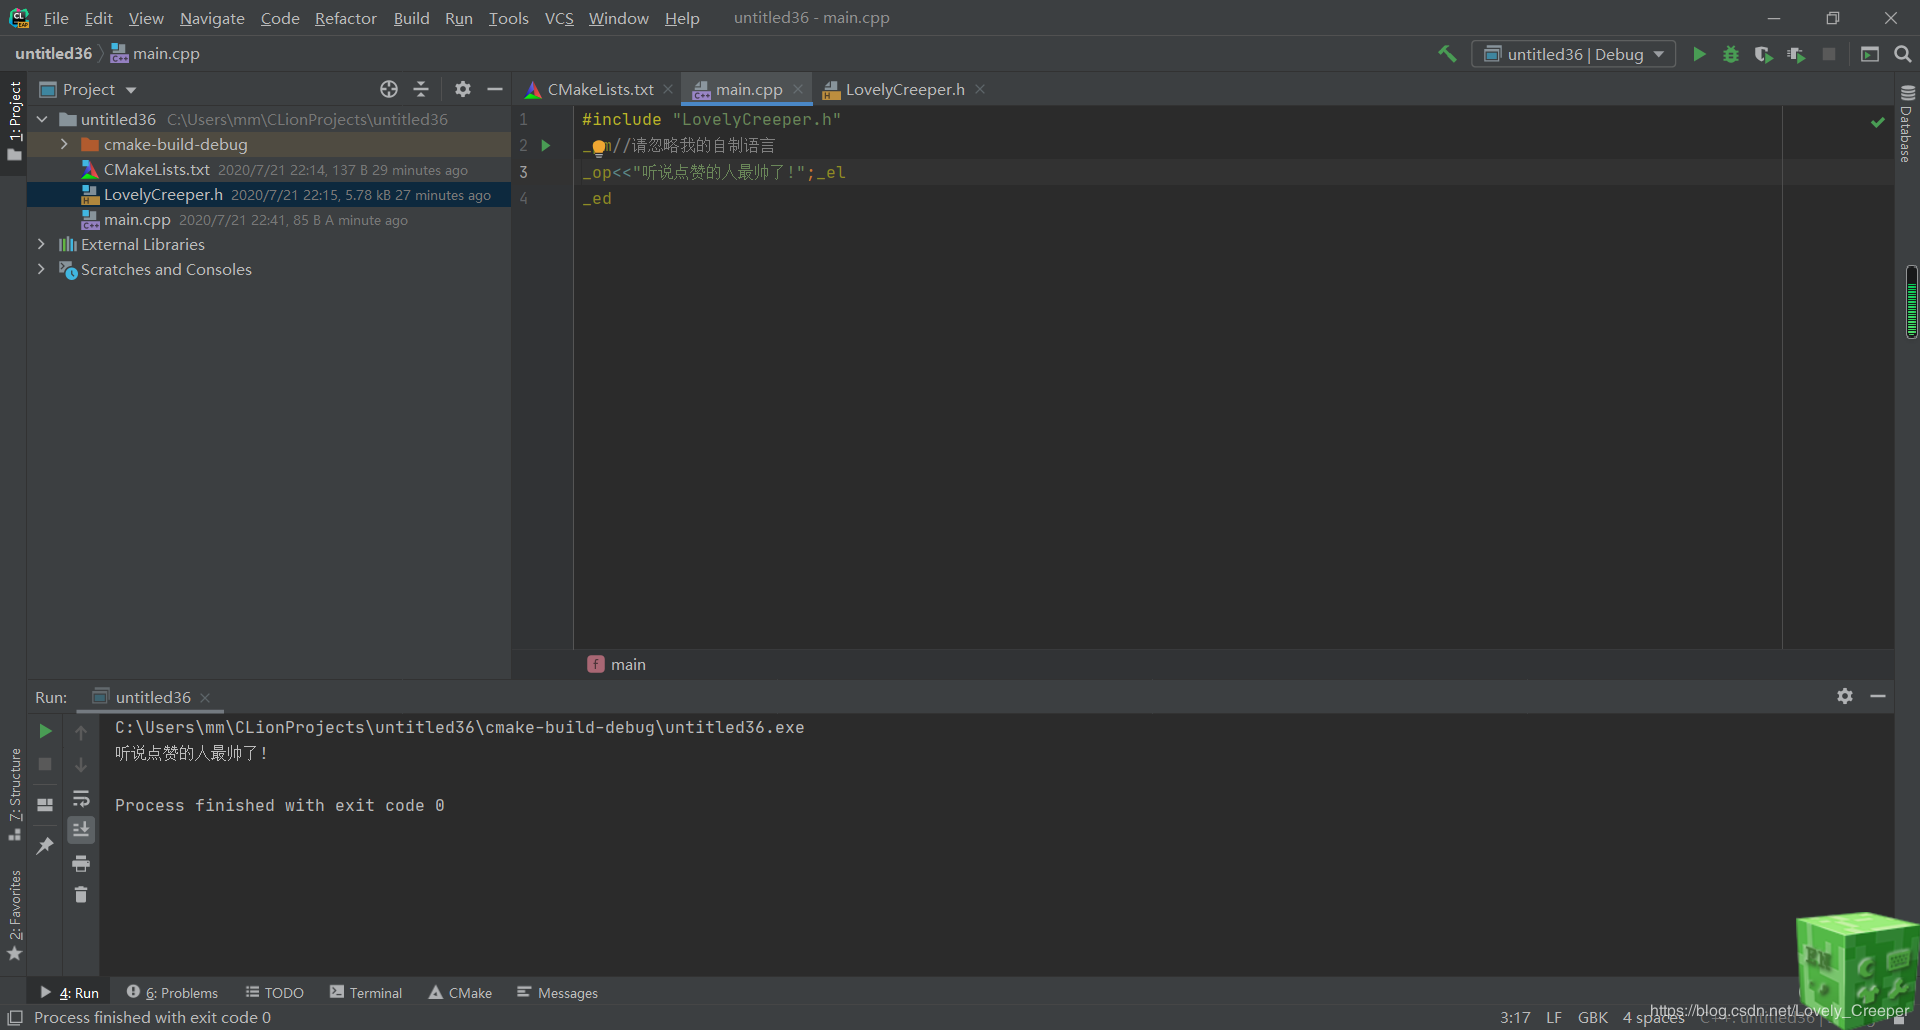 File Edit View Navigate Code Refactor Build Run Tools VCS Window Help untitled36 - main.cpp
untitled36 main.cpp
untitled36 | Debug
1: Project
Project
CMakeLists.txt main.cpp LovelyCreeper.h
Database
untitled36 C:\Users\mm\CLionProjects\untitled36
cmake-build-debug
CMakeLists.txt 2020/7/21 22:14, 137 B 29 minutes ago
LovelyCreeper.h 2020/7/21 22:15, 5.78 kB 27 minutes ago
main.cpp 2020/7/21 22:41, 85 B A minute ago
External Libraries
Scratches and Consoles
1 #include "LovelyCreeper.h"
2 //请忽略我的自制语言
3 _op<<"听说点赞的人最帅了!";_el
4 _ed
main
Run: untitled36
C:\Users\mm\CLionProjects\untitled36\cmake-build-debug\untitled36.exe
听说点赞的人最帅了!
Process finished with exit code 0
7: Structure
2: Favorites
4: Run 6: Problems TODO Terminal CMake Messages
Process finished with exit code 0
3:17 LF GBK 4 spaces C++: untitled36 |
https://blog.csdn.net/Lovely_Creeper